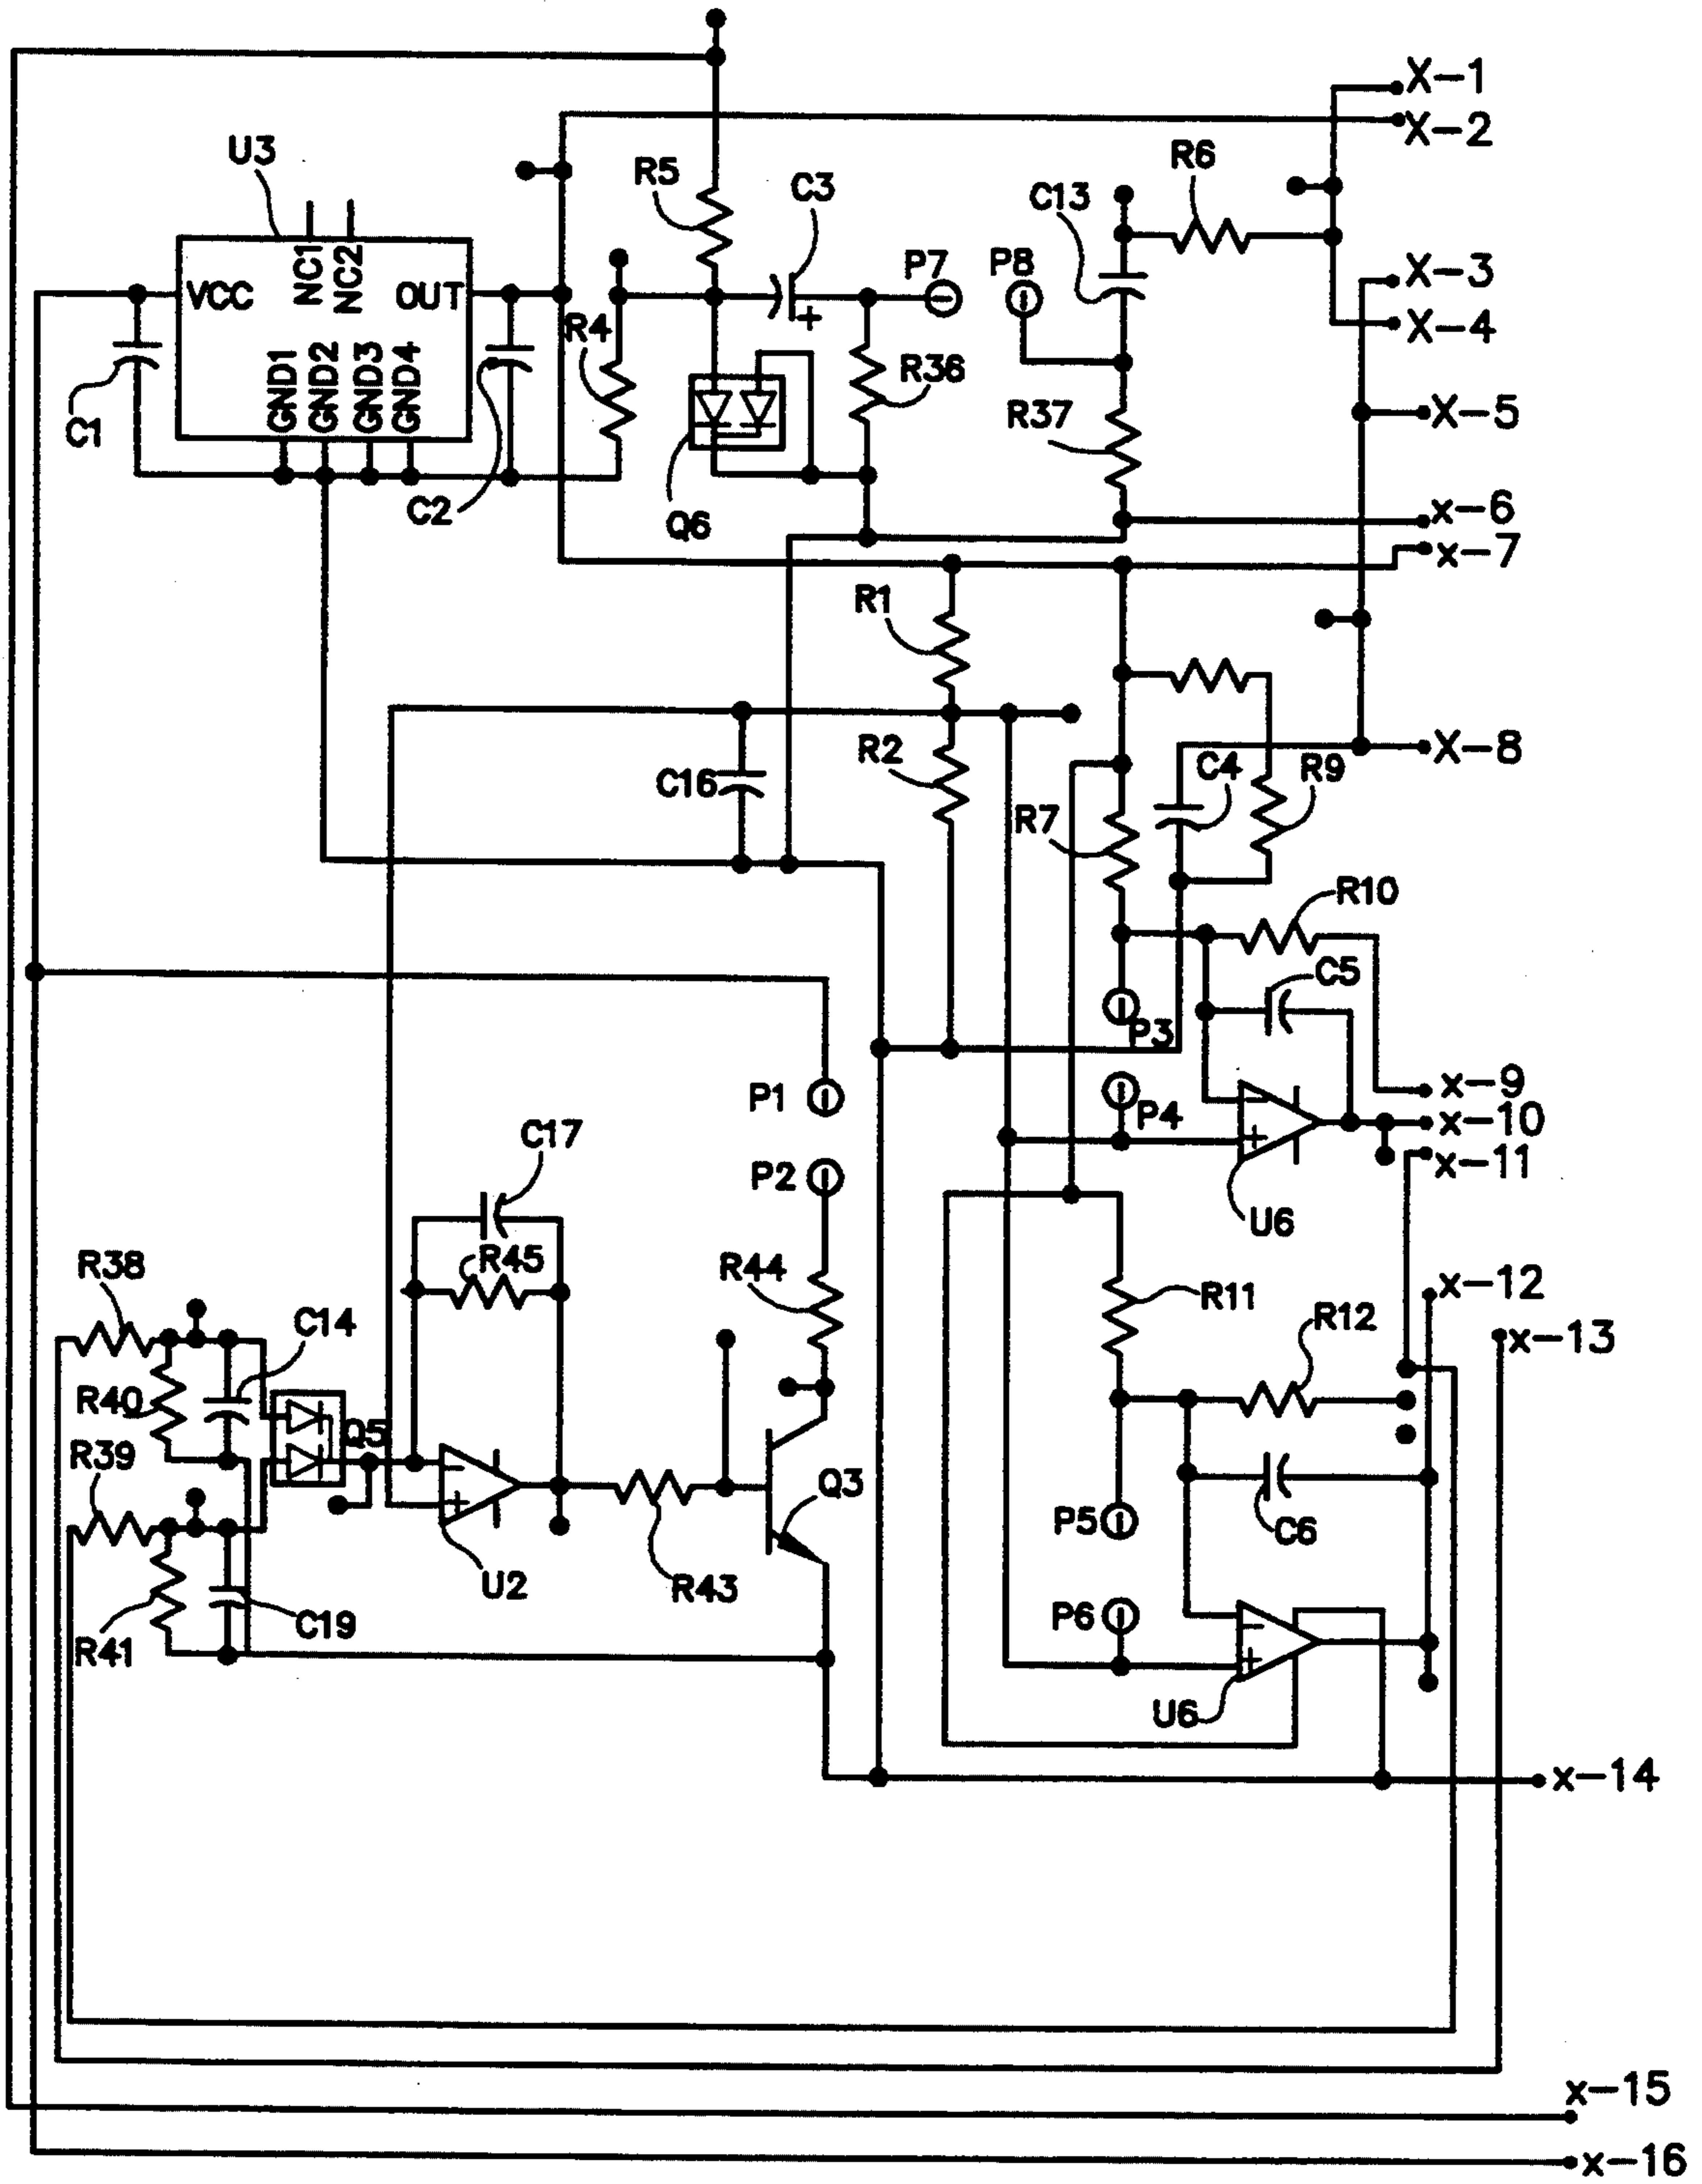 X-1
X-2
U3
R5
C3
R6
C13
NC1
NC2
P7
P8
X-3
VCC
OUT
X-4
R4
GND1
GND2
GND3
GND4
R36
C1
R37
X-5
C2
Q6
x-6
x-7
R1
R2
C16
C4
R9
X-8
R7
R10
C5
P3
P1
x-9
P4
x-10
C17
x-11
P2
U6
R38
R45
R44
R11
x-12
C14
R12
x-13
R40
Q5
R39
−
+
−
+
Q3
P5
C6
U2
R43
C19
P6
R41
−
+
U6
x-14
x-15
x-16